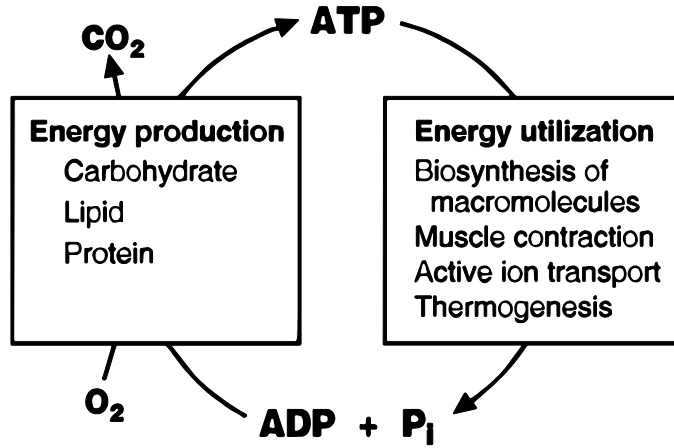 ATP
CO₂
Energy production
Carbohydrate
Lipid
Protein
Energy utilization
Biosynthesis of
macromolecules
Muscle contraction
Active ion transport
Thermogenesis
O₂
ADP + Pᵢ